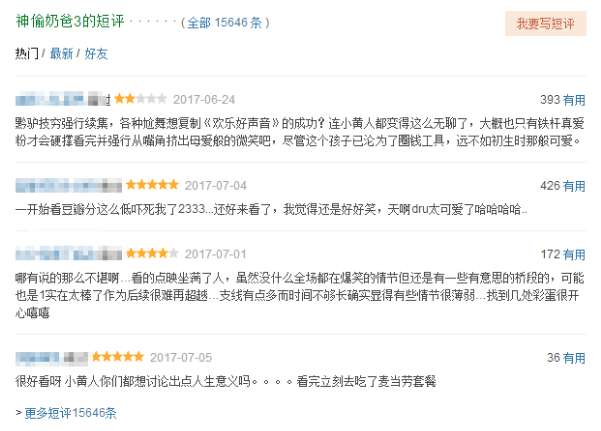 神偷奶爸3的短评 · · · · · · ( 全部 15646 条 )
我要写短评
热门 / 最新 / 好友
2017-06-24
393 有用
黔驴技穷强行续集，各种尬舞想复制《欢乐好声音》的成功？连小黄人都变得这么无聊了，大概也只有铁杆真爱
粉才会硬撑看完并强行从嘴角挤出母爱般的微笑吧，尽管这个孩子已沦为了圈钱工具，远不如初生时那般可爱。
2017-07-04
426 有用
一开始看豆瓣分这么低吓死我了2333...还好来看了，我觉得还是好好笑，天啊dru太可爱了哈哈哈哈..
2017-07-01
172 有用
哪有说的那么不堪啊...看的点映坐满了人，虽然没什么全场都在爆笑的情节但还是有一些有意思的桥段的，可能
也是1实在太棒了作为后续很难再超越...支线有点多而时间不够长确实显得有些情节很薄弱...找到几处彩蛋很开
心嘻嘻
2017-07-05
36 有用
很好看呀 小黄人你们都想讨论出点人生意义吗。。。。看完立刻去吃了麦当劳套餐
> 更多短评15646条